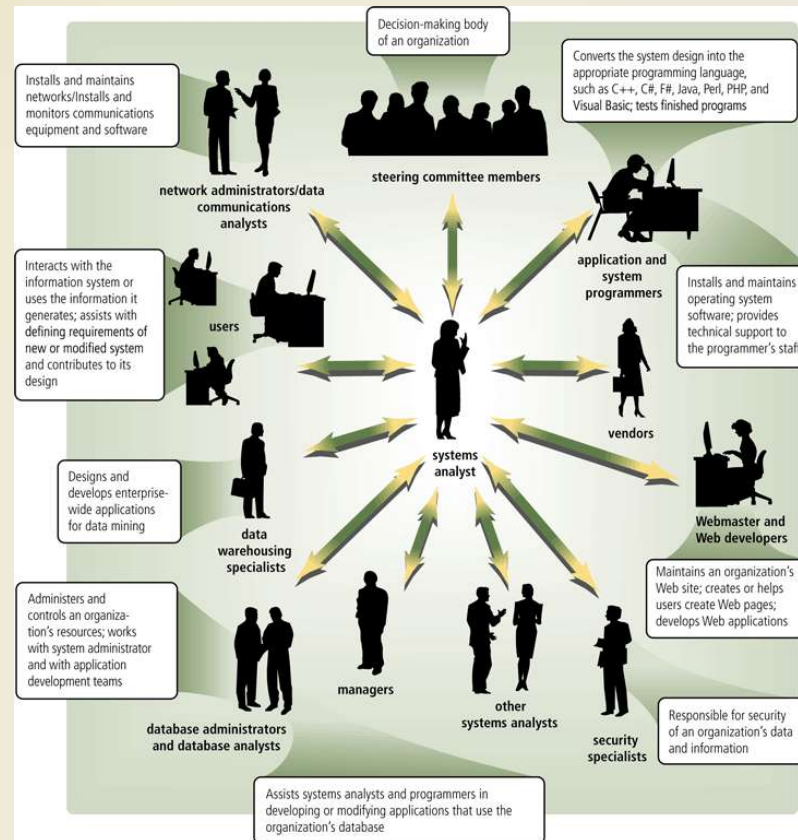 Decision-making body
of an organization
Installs and maintains
networks/Installs and
monitors communications
equipment and software
Converts the system design into the
appropriate programming language,
such as C++, C#, F#, Java, Perl, PHP, and
Visual Basic; tests finished programs
steering committee members
network administrators/data
communications
analysts
application and
system
programmers
Interacts with the
information system or
uses the information it
generates; assists with
defining requirements of
new or modified system
and contributes to its
design
users
Installs and maintains
operating system
software; provides
technical support to
the programmer's staff
vendors
systems
analyst
Designs and
develops enterprise-
wide applications
for data mining
data
warehousing
specialists
Webmaster and
Web developers
Maintains an organization's
Web site; creates or helps
users create Web pages;
develops Web applications
Administers and
controls an organiza-
tion's resources; works
with system administrator
and with application
development teams
managers
other
systems analysts
database administrators
and database analysts
security
specialists
Responsible for security
of an organization's data
and information
Assists systems analysts and programmers in
developing or modifying applications that use the
organization's database